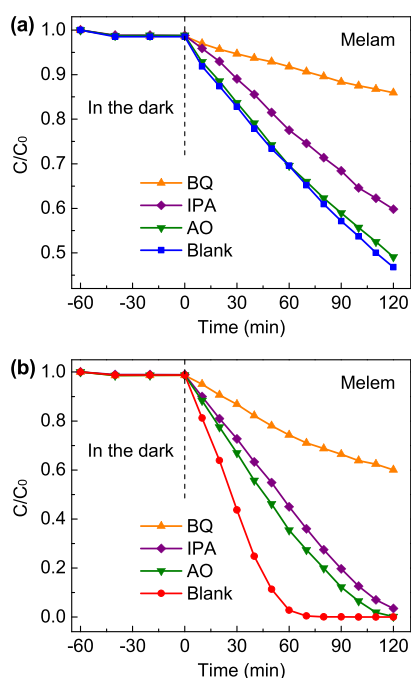 (a)
Melam
In the dark
BQ
IPA
AO
Blank
C/C0
1.0
0.9
0.8
0.7
0.6
0.5
-60 -30 0 30 60 90 120
Time (min)
(b)
Melem
In the dark
BQ
IPA
AO
Blank
C/C0
1.0
0.8
0.6
0.4
0.2
0.0
-60 -30 0 30 60 90 120
Time (min)